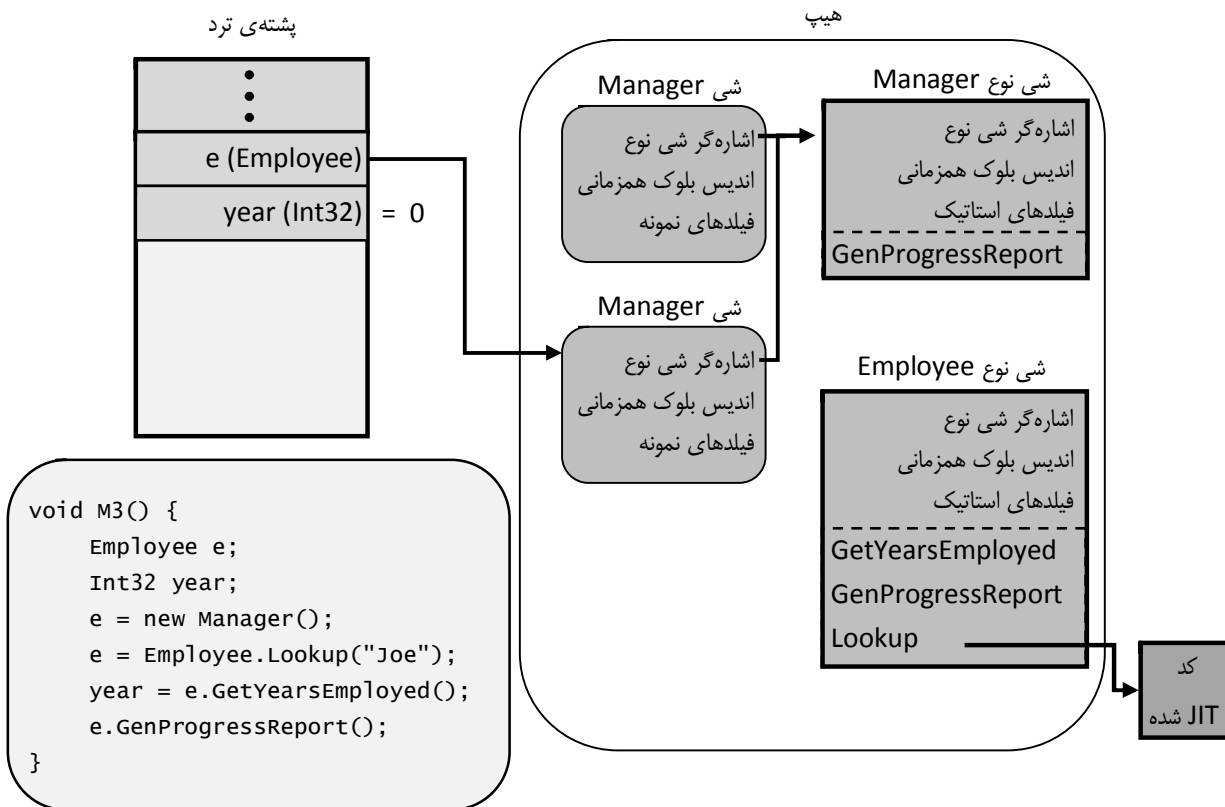 پشته‌ی ترد
هیپ
e (Employee)
year (Int32) = 0
شی Manager
اشاره‌گر شی نوع
اندیس بلوک همزمانی
فیلدهای نمونه
شی Manager
اشاره‌گر شی نوع
اندیس بلوک همزمانی
فیلدهای نمونه
شی نوع Manager
اشاره‌گر شی نوع
اندیس بلوک همزمانی
فیلدهای استاتیک
GenProgressReport
شی نوع Employee
اشاره‌گر شی نوع
اندیس بلوک همزمانی
فیلدهای استاتیک
GetYearsEmployed
GenProgressReport
Lookup
کد
JIT شده
void M3() {
Employee e;
Int32 year;
e = new Manager();
e = Employee.Lookup("Joe");
year = e.GetYearsEmployed();
e.GenProgressReport();
}